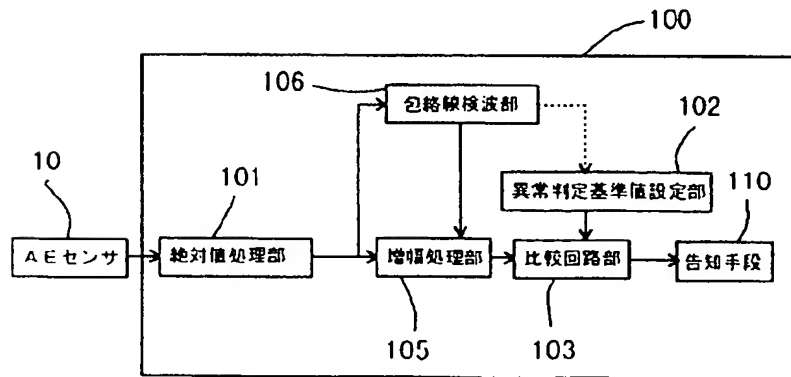 100
106
包絡線検波部
102
10
101
異常判定基準値設定部
110
AEセンサ
絶対値処理部
増幅処理部
比較回路部
告知手段
105
103